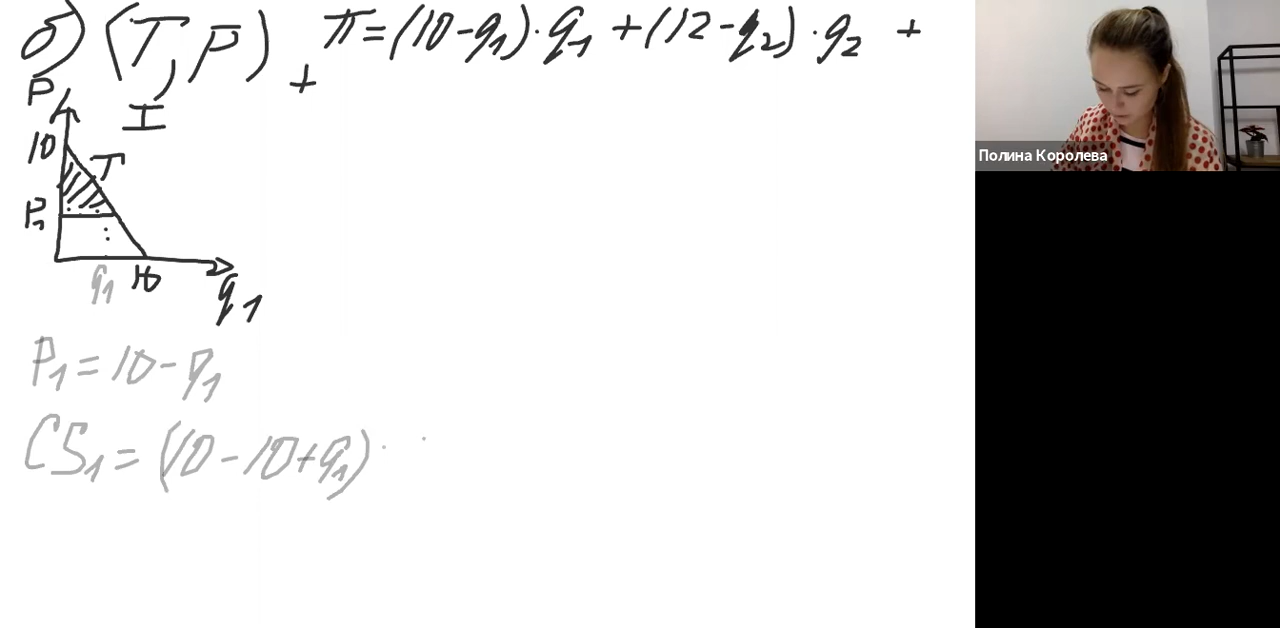 б) (T, P) π=(10-q₁)·q₁ +(12-q₂)·q₂ +
+
I
P
10
T
P₁
q₁ 10
q₁
P₁=10-q₁
CS₁=(10-10+q₁)·
Полина Королева